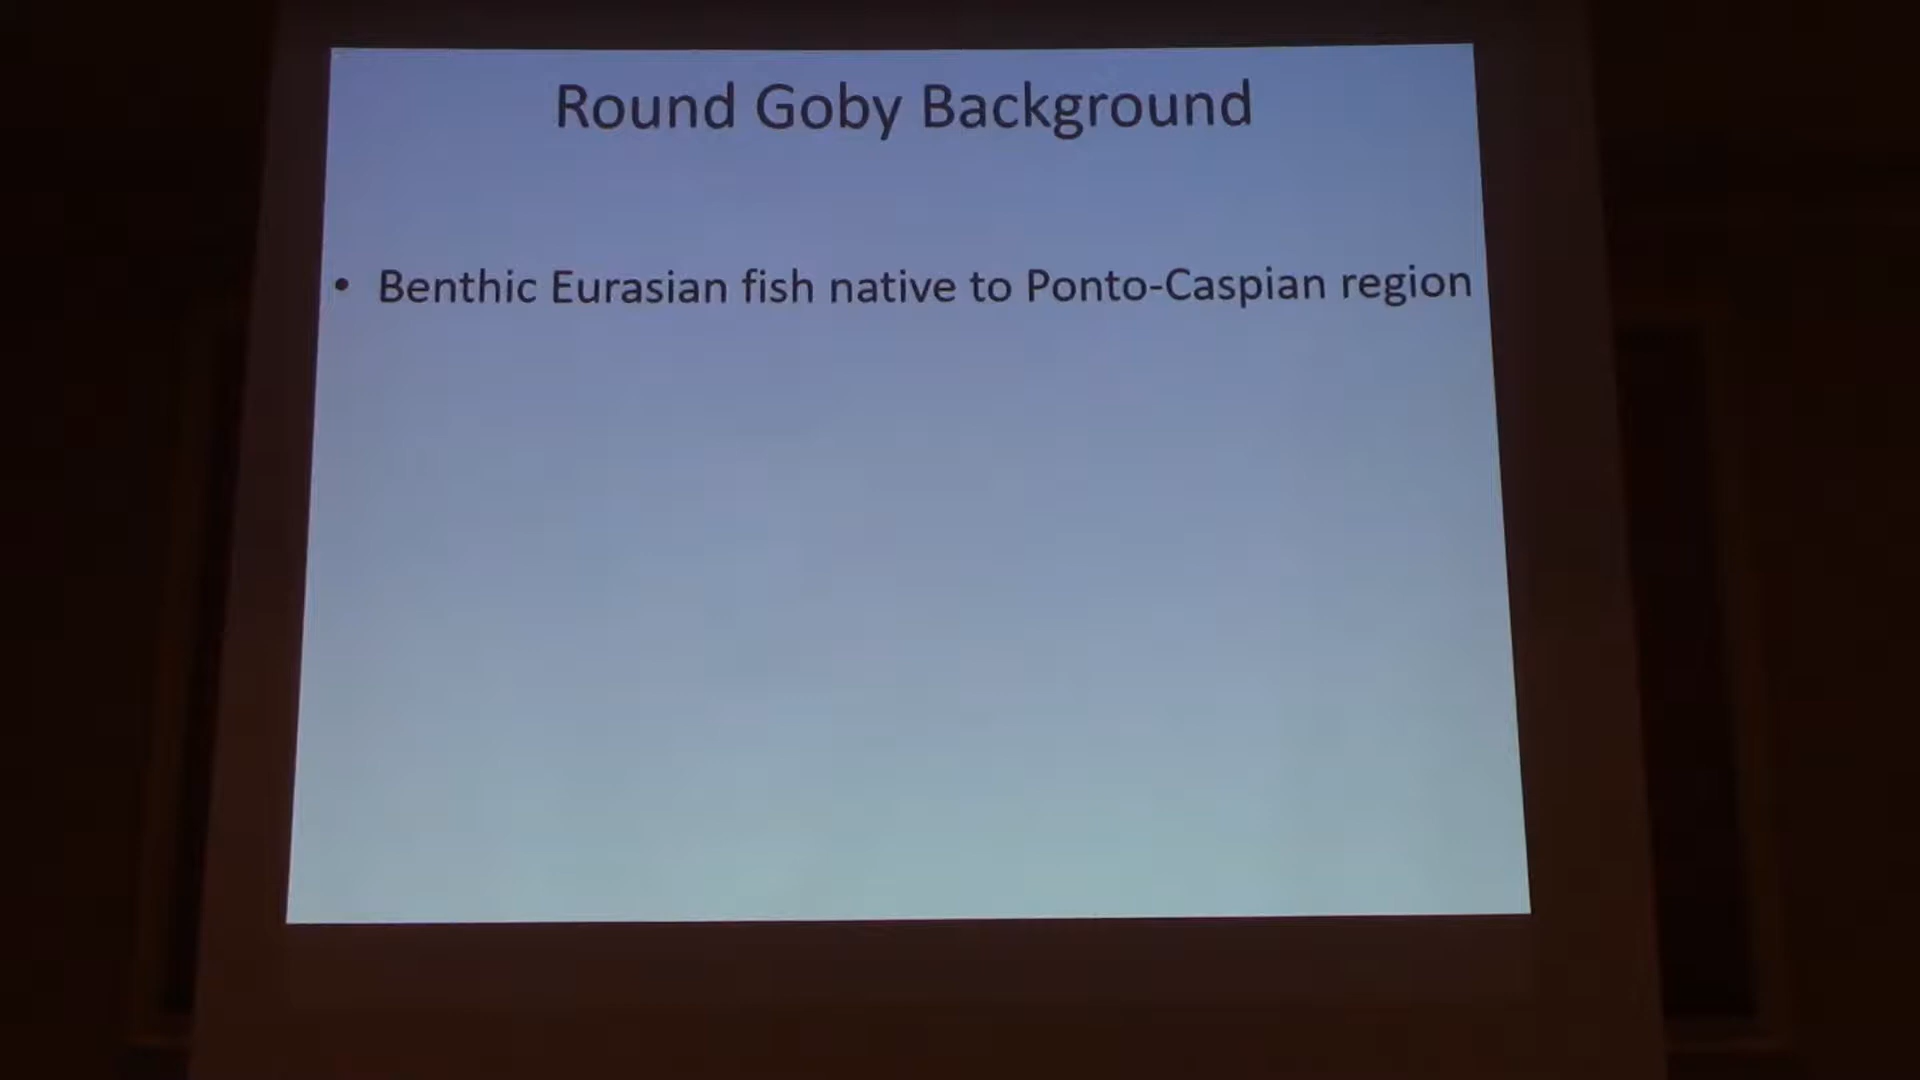 Round Goby Background
• Benthic Eurasian fish native to Ponto-Caspian region